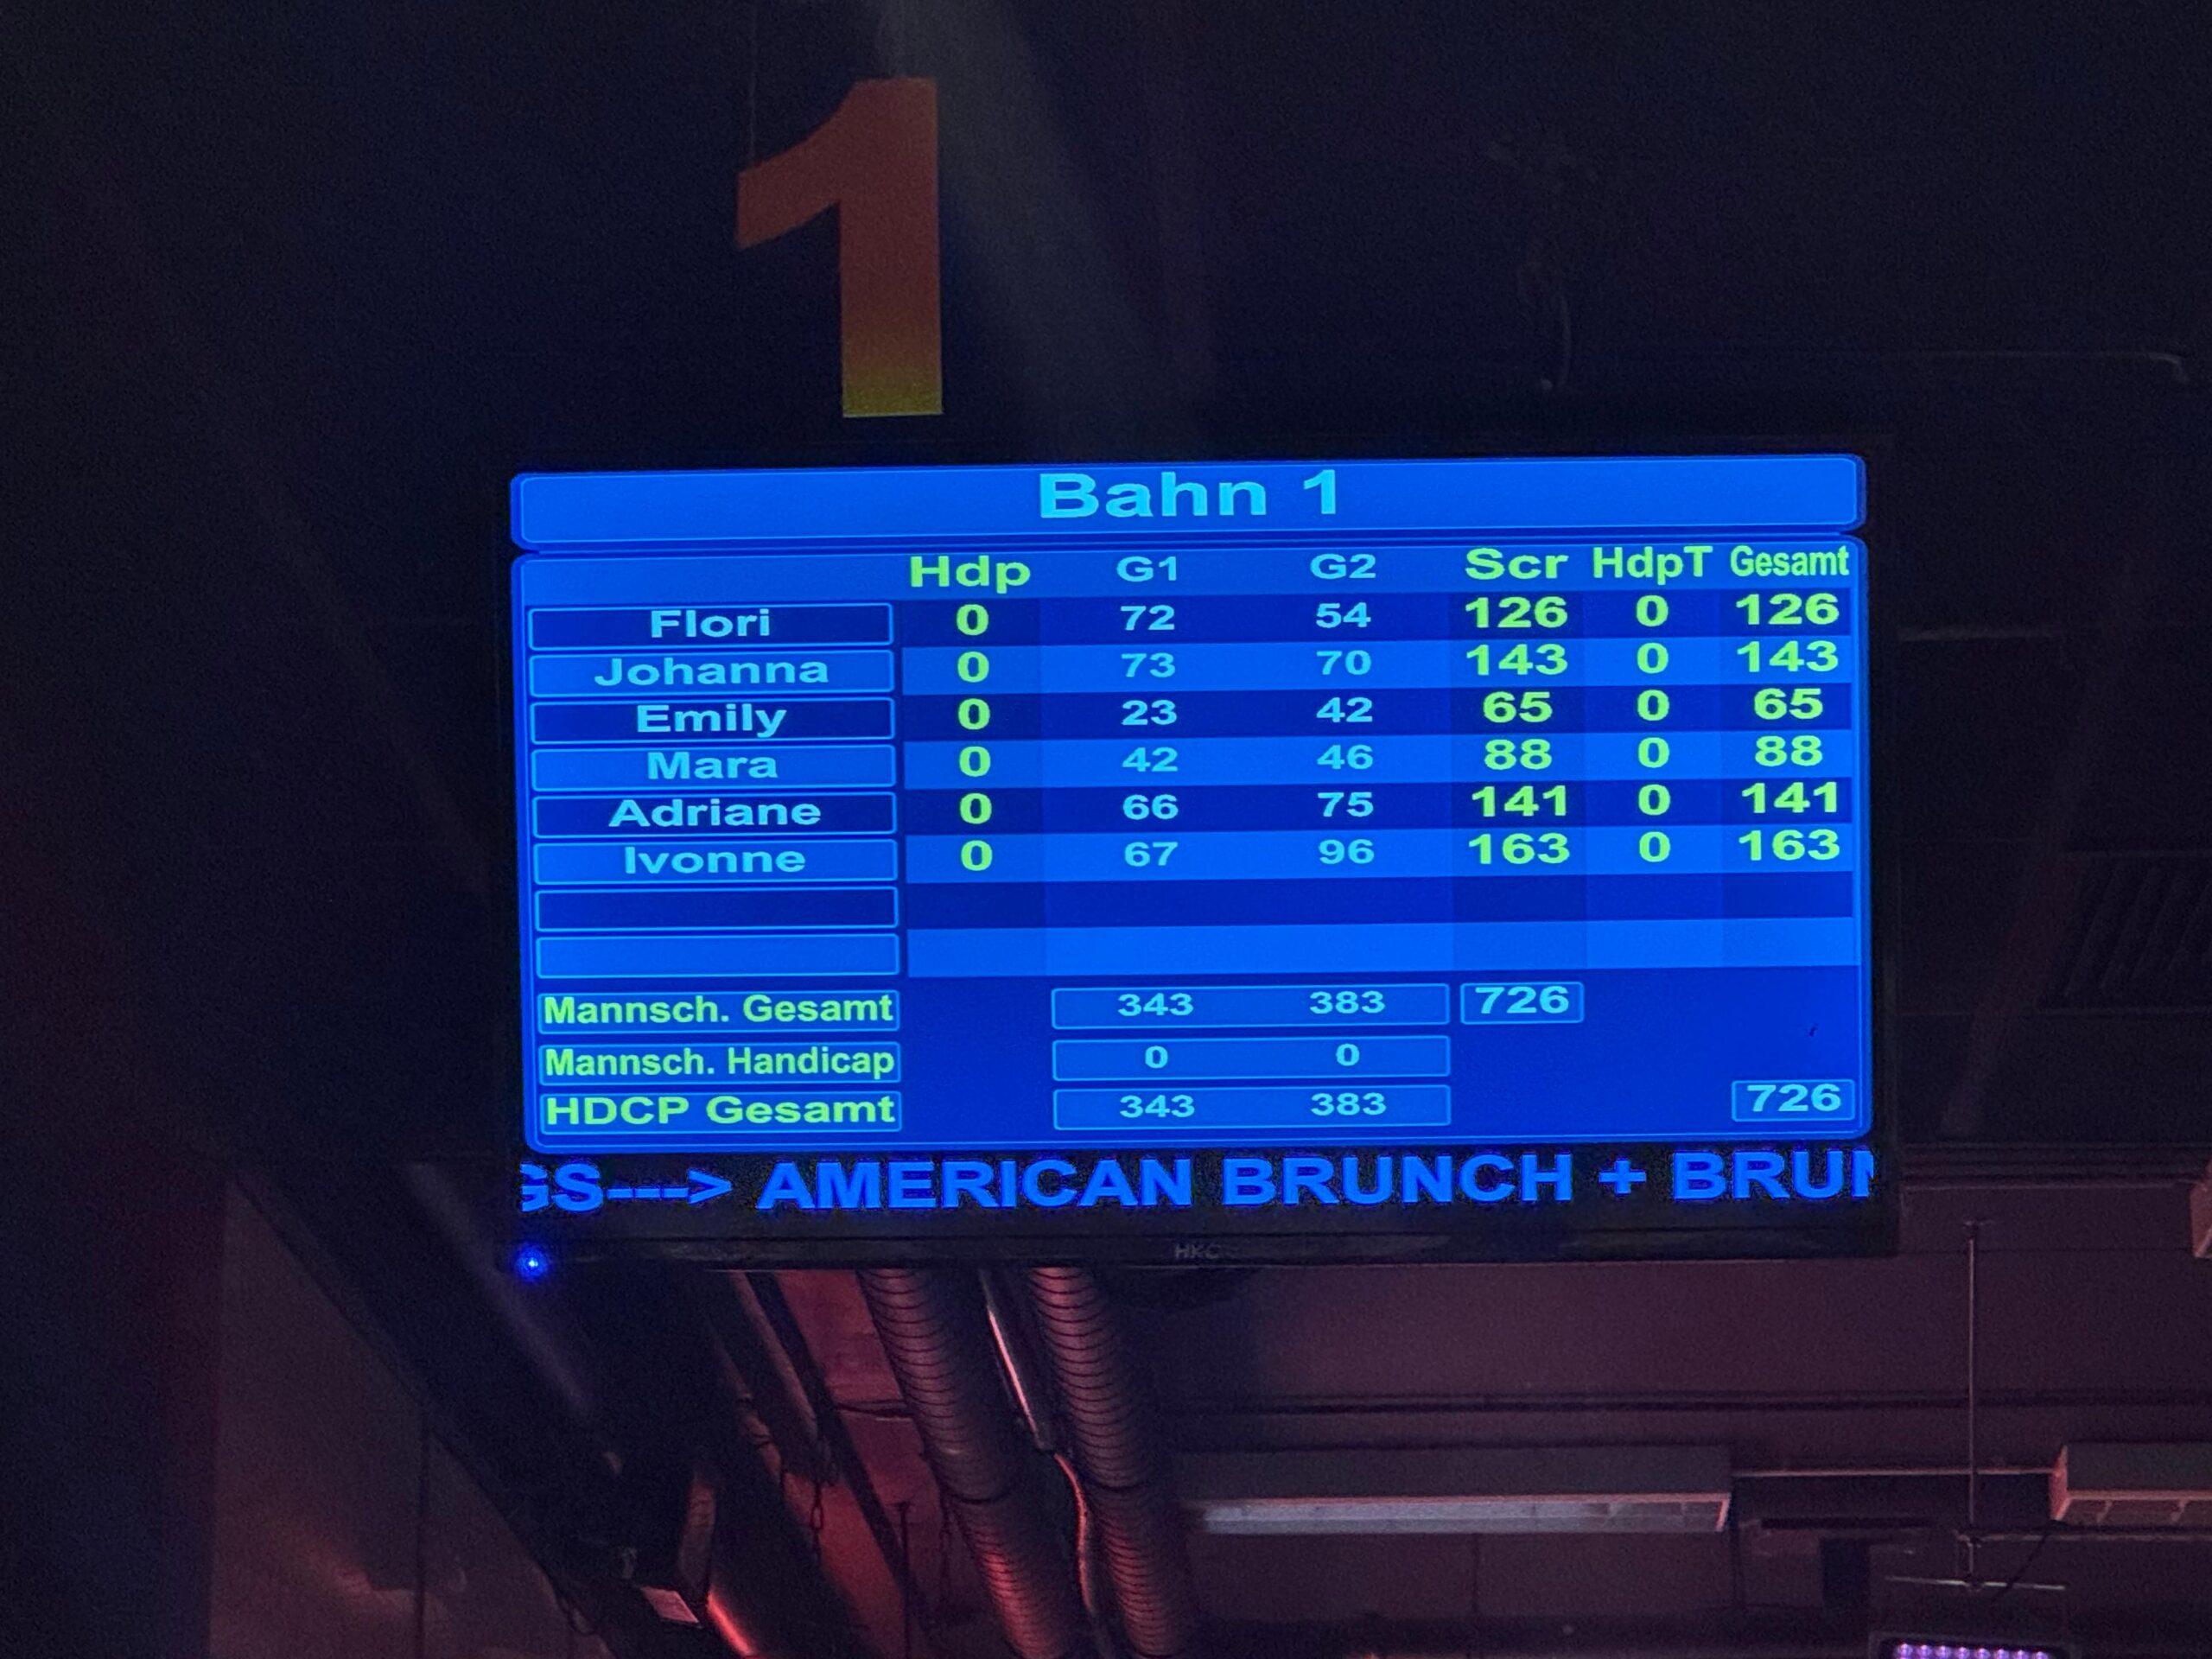 1
Bahn 1
Hdp G1 G2 Scr HdpT Gesamt
Flori 0 72 54 126 0 126
Johanna 0 73 70 143 0 143
Emily 0 23 42 65 0 65
Mara 0 42 46 88 0 88
Adriane 0 66 75 141 0 141
Ivonne 0 67 96 163 0 163
Mannsch. Gesamt 343 383 726
Mannsch. Handicap 0 0
HDCP Gesamt 343 383 726
GS---> AMERICAN BRUNCH + BRUN
HKC